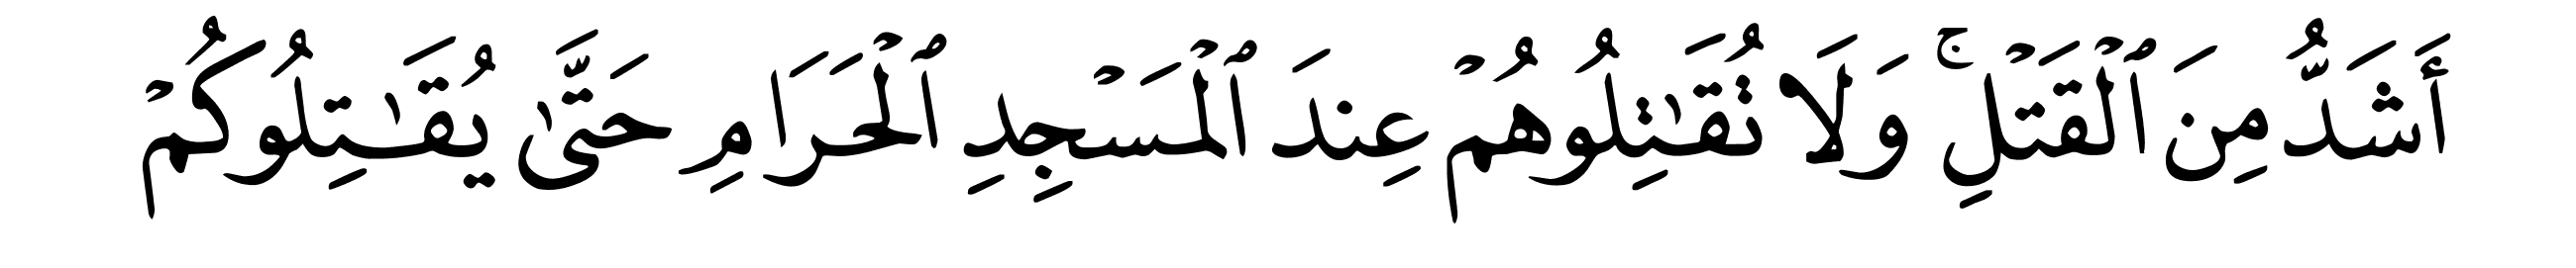 أَشَدُّ مِنَ ٱلْقَتْلِ ۚ وَلَا تُقَـٰتِلُوهُمْ عِندَ ٱلْمَسْجِدِ ٱلْحَرَامِ حَتَّىٰ يُقَـٰتِلُوكُمْ